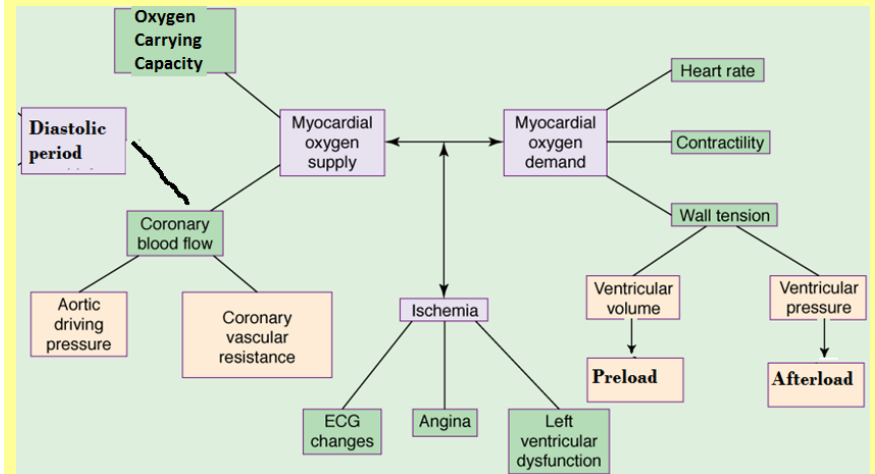 Oxygen
Carrying
Capacity
Heart rate
Diastolic
period
Myocardial
oxygen
supply
Myocardial
oxygen
demand
Contractility
Coronary
blood flow
Wall tension
Aortic
driving
pressure
Coronary
vascular
resistance
Ischemia
Ventricular
volume
Ventricular
pressure
Preload
Afterload
ECG
changes
Angina
Left
ventricular
dysfunction